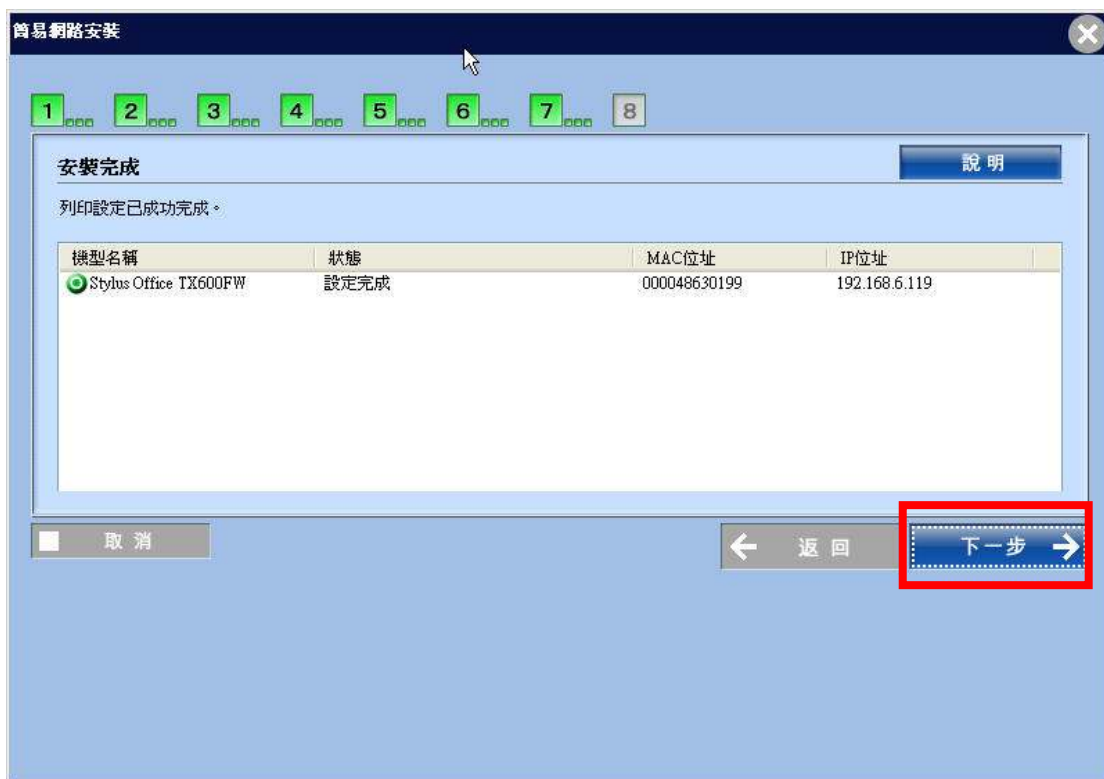 簡易網路安裝
1 2 3 4 5 6 7 8
安裝完成
說明
列印設定已成功完成。
機型名稱 狀態 MAC位址 IP位址
Stylus Office TX600FW 設定完成 000048630199 192.168.6.119
取消 返回 下一步